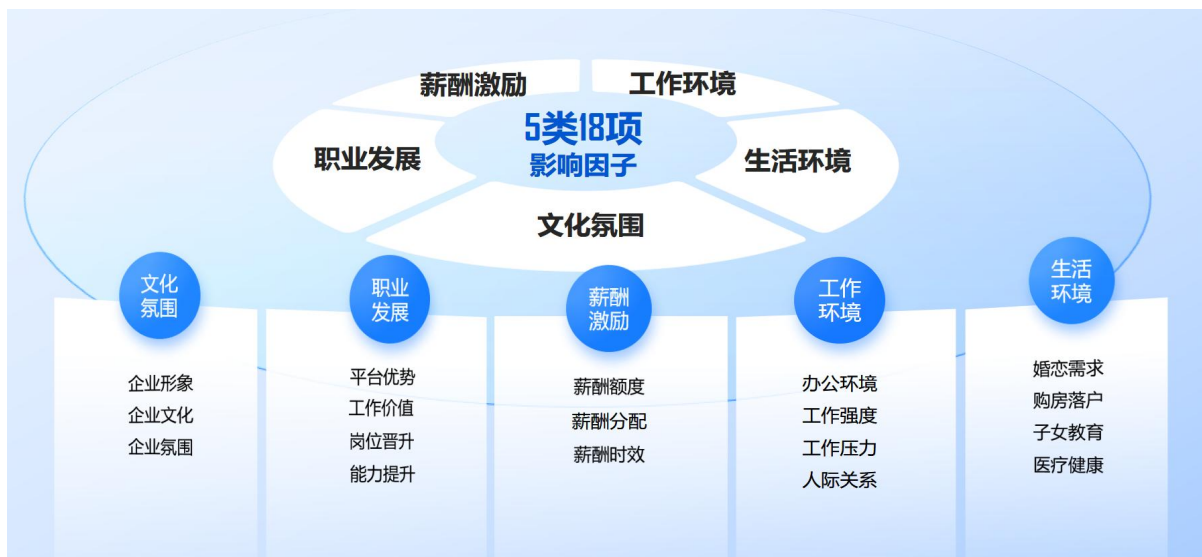 薪酬激励
工作环境
5类18项
影响因子
职业发展
生活环境
文化氛围
文化
氛围
企业形象
企业文化
企业氛围
职业
发展
平台优势
工作价值
岗位晋升
能力提升
薪酬
激励
薪酬额度
薪酬分配
薪酬时效
工作
环境
办公环境
工作强度
工作压力
人际关系
生活
环境
婚恋需求
购房落户
子女教育
医疗健康